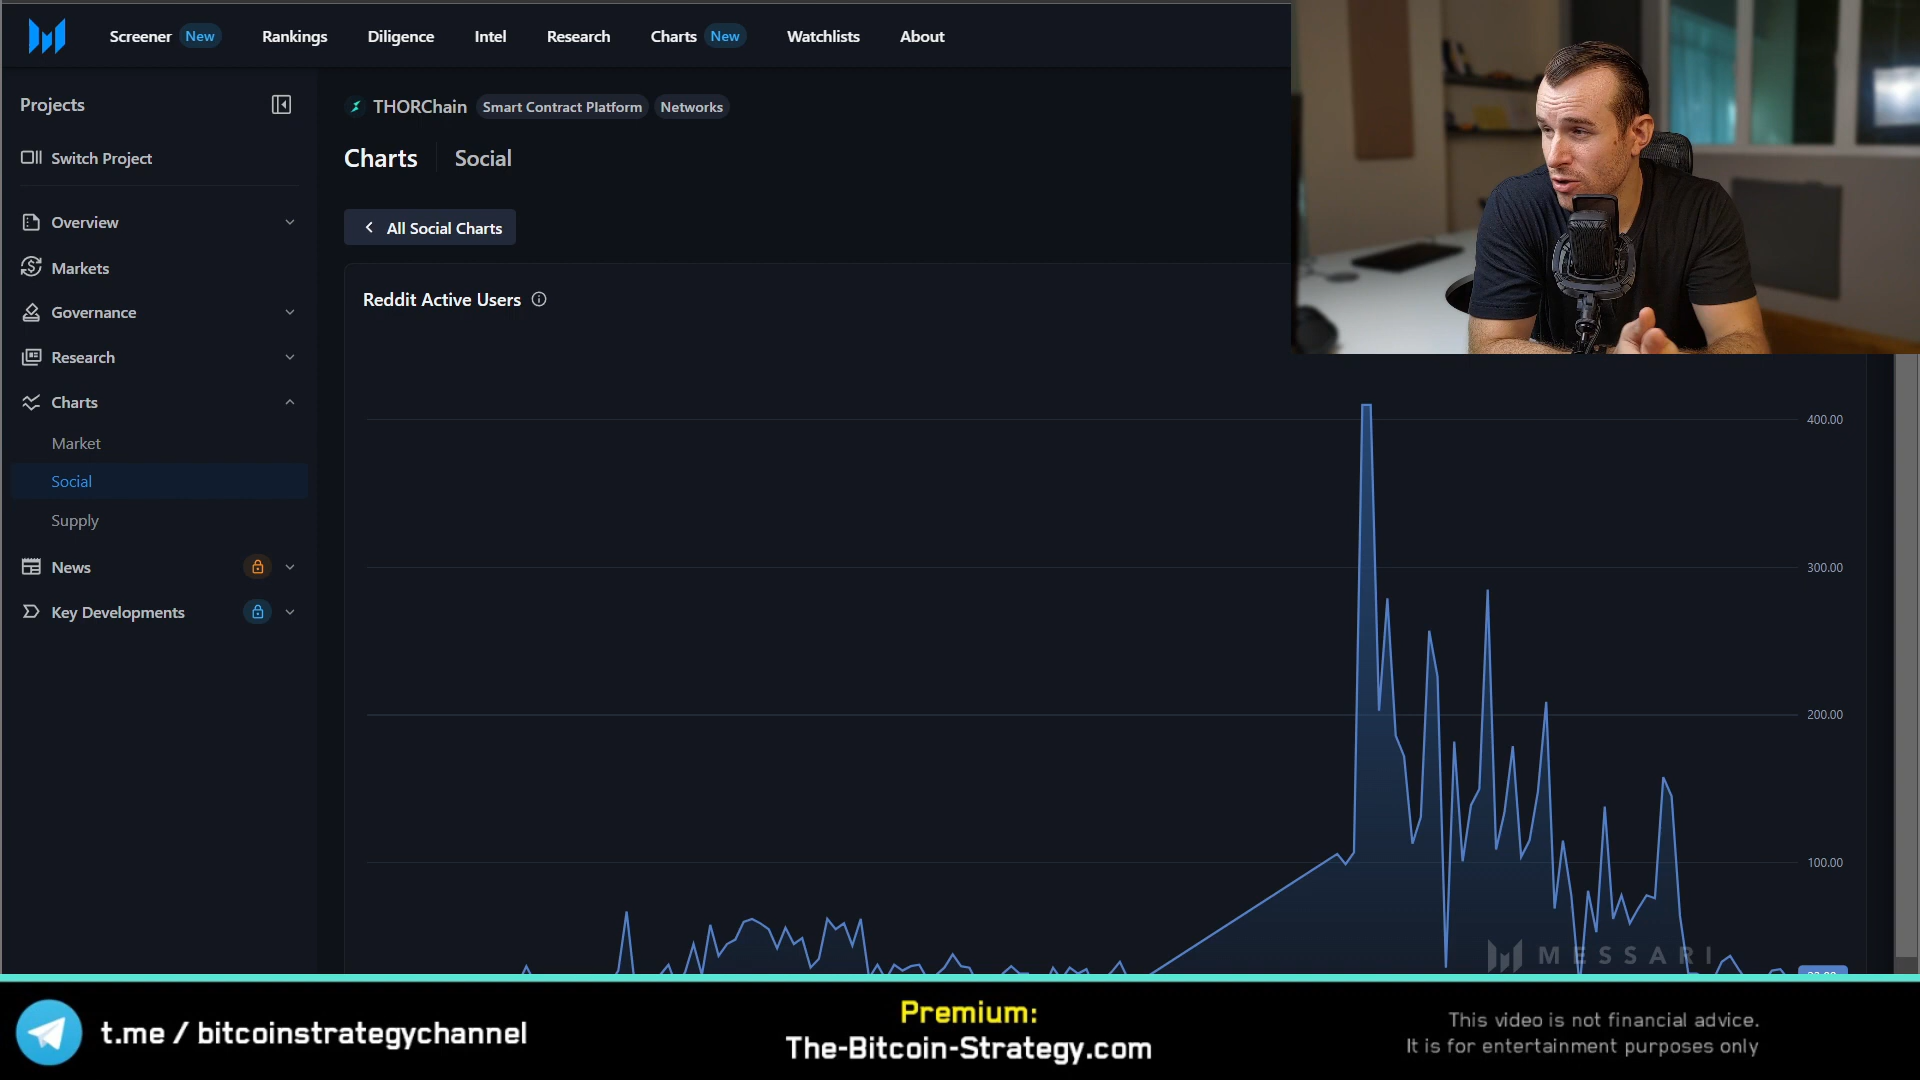 Screener New Rankings Diligence Intel Research Charts New Watchlists About
Projects
Switch Project
Overview
Markets
Governance
Research
Charts
Market
Social
Supply
News
Key Developments
THORChain Smart Contract Platform Networks
Charts Social
All Social Charts
Reddit Active Users
400.00
300.00
200.00
100.00
MESSARI
t.me / bitcoinstrategychannel
Premium:
The-Bitcoin-Strategy.com
This video is not financial advice.
It is for entertainment purposes only